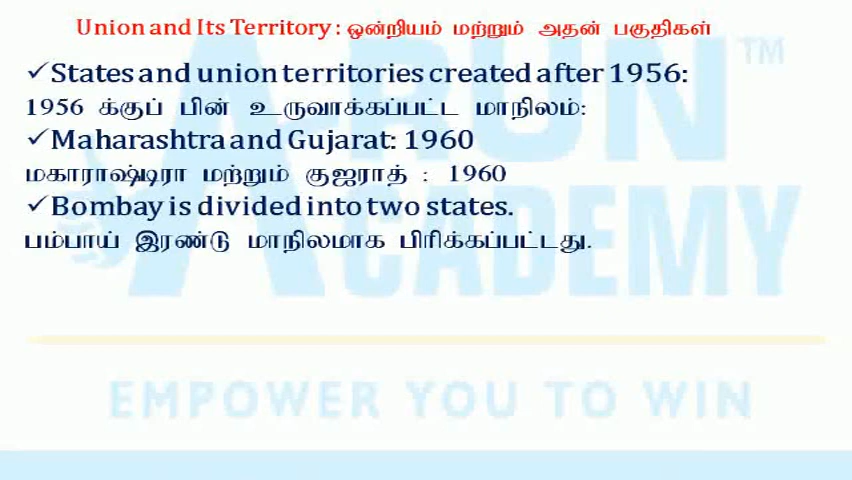 Union and Its Territory : ஒன்றியம் மற்றும் அதன் பகுதிகள்
✓States and union territories created after 1956:
1956 க்குப் பின் உருவாக்கப்பட்ட மாநிலம்:
✓Maharashtra and Gujarat: 1960
மகாராஷ்டிரா மற்றும் குஜராத் : 1960
✓Bombay is divided into two states.
பம்பாய் இரண்டு மாநிலமாக பிரிக்கப்பட்டது.
ARUN TM
ACADEMY
EMPOWER YOU TO WIN